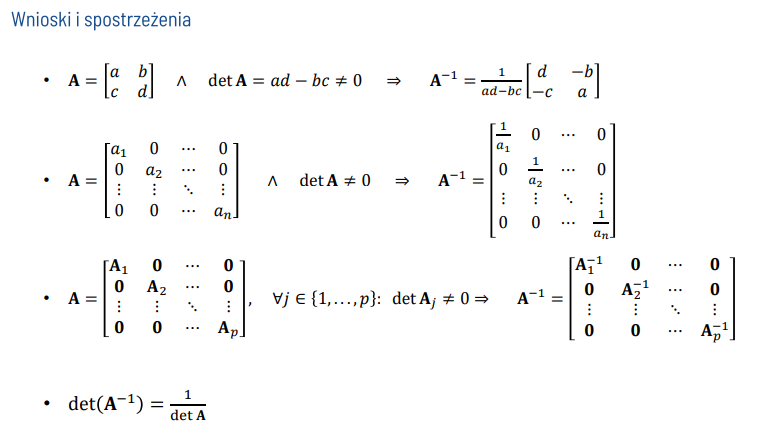 Wnioski i spostrzeżenia
• $\mathbf{A} = \begin{bmatrix} a & b \\ c & d \end{bmatrix} \quad \wedge \quad \det \mathbf{A} = ad - bc \neq 0 \quad \Rightarrow \quad \mathbf{A}^{-1} = \frac{1}{ad-bc} \begin{bmatrix} d & -b \\ -c & a \end{bmatrix}$
• $\mathbf{A} = \begin{bmatrix} a_1 & 0 & \cdots & 0 \\ 0 & a_2 & \cdots & 0 \\ \vdots & \vdots & \ddots & \vdots \\ 0 & 0 & \cdots & a_n \end{bmatrix} \quad \wedge \quad \det \mathbf{A} \neq 0 \quad \Rightarrow \quad \mathbf{A}^{-1} = \begin{bmatrix} \frac{1}{a_1} & 0 & \cdots & 0 \\ 0 & \frac{1}{a_2} & \cdots & 0 \\ \vdots & \vdots & \ddots & \vdots \\ 0 & 0 & \cdots & \frac{1}{a_n} \end{bmatrix}$
• $\mathbf{A} = \begin{bmatrix} \mathbf{A}_1 & \mathbf{0} & \cdots & \mathbf{0} \\ \mathbf{0} & \mathbf{A}_2 & \cdots & \mathbf{0} \\ \vdots & \vdots & \ddots & \vdots \\ \mathbf{0} & \mathbf{0} & \cdots & \mathbf{A}_p \end{bmatrix}, \quad \forall j \in \{1, \ldots, p\}: \ \det \mathbf{A}_j \neq 0 \Rightarrow \quad \mathbf{A}^{-1} = \begin{bmatrix} \mathbf{A}_1^{-1} & \mathbf{0} & \cdots & \mathbf{0} \\ \mathbf{0} & \mathbf{A}_2^{-1} & \cdots & \mathbf{0} \\ \vdots & \vdots & \ddots & \vdots \\ \mathbf{0} & \mathbf{0} & \cdots & \mathbf{A}_p^{-1} \end{bmatrix}$
• $\det(\mathbf{A}^{-1}) = \frac{1}{\det \mathbf{A}}$